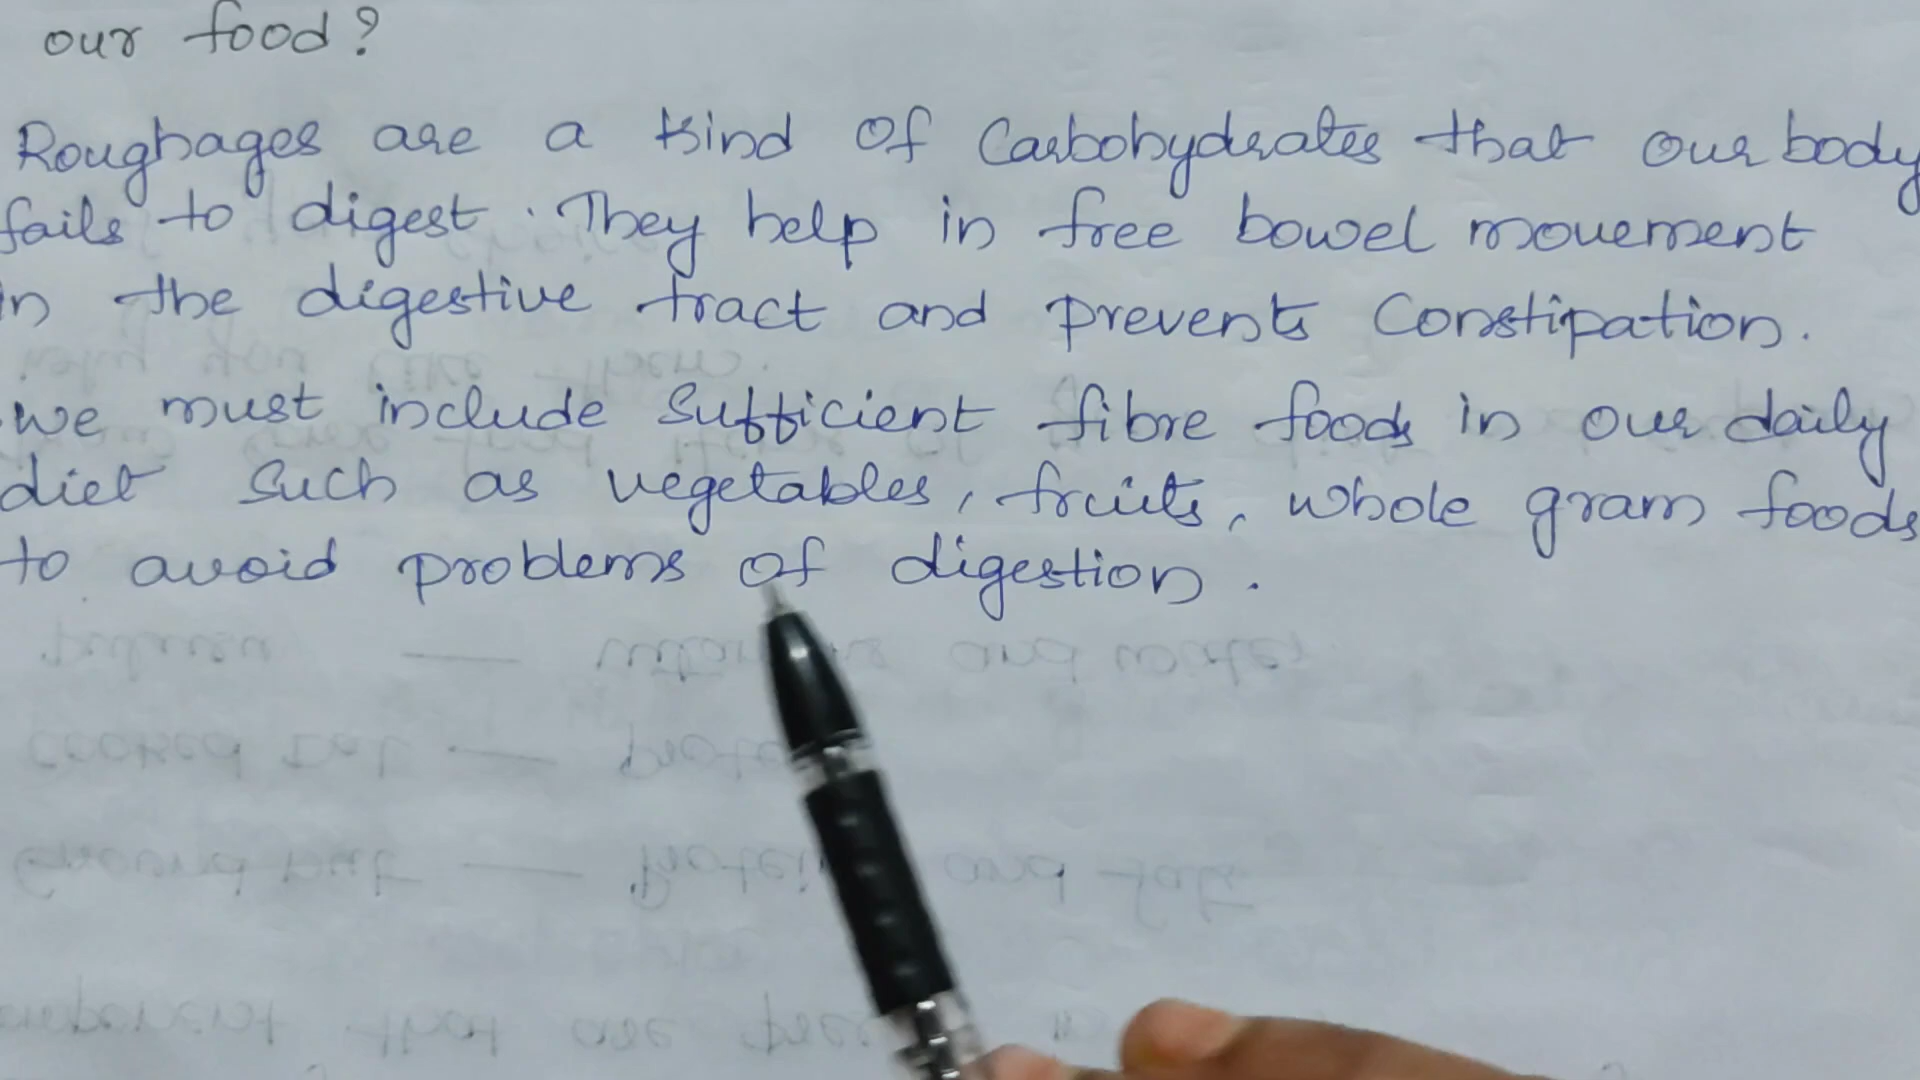 our food?
Roughages are a kind of Carbohydrates that our body
fails to digest. They help in free bowel movement
in the digestive tract and prevents Constipation.
we must include sufficient fibre foods in our daily
diet such as vegetables, fruits, whole gram foods
to avoid problems of digestion.